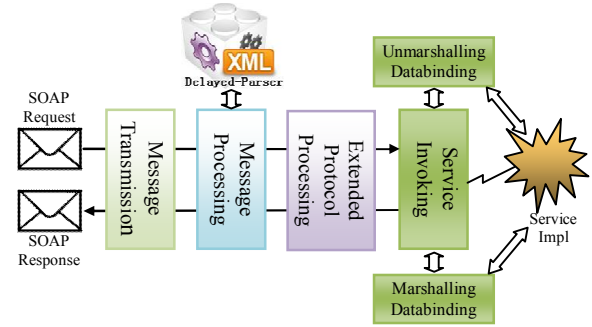 XML
Delayed-Parser
Unmarshalling
Databinding
SOAP
Request
Message
Transmission
Message
Processing
Extended
Protocol
Processing
Service
Invoking
Service
Impl
SOAP
Response
Marshalling
Databinding